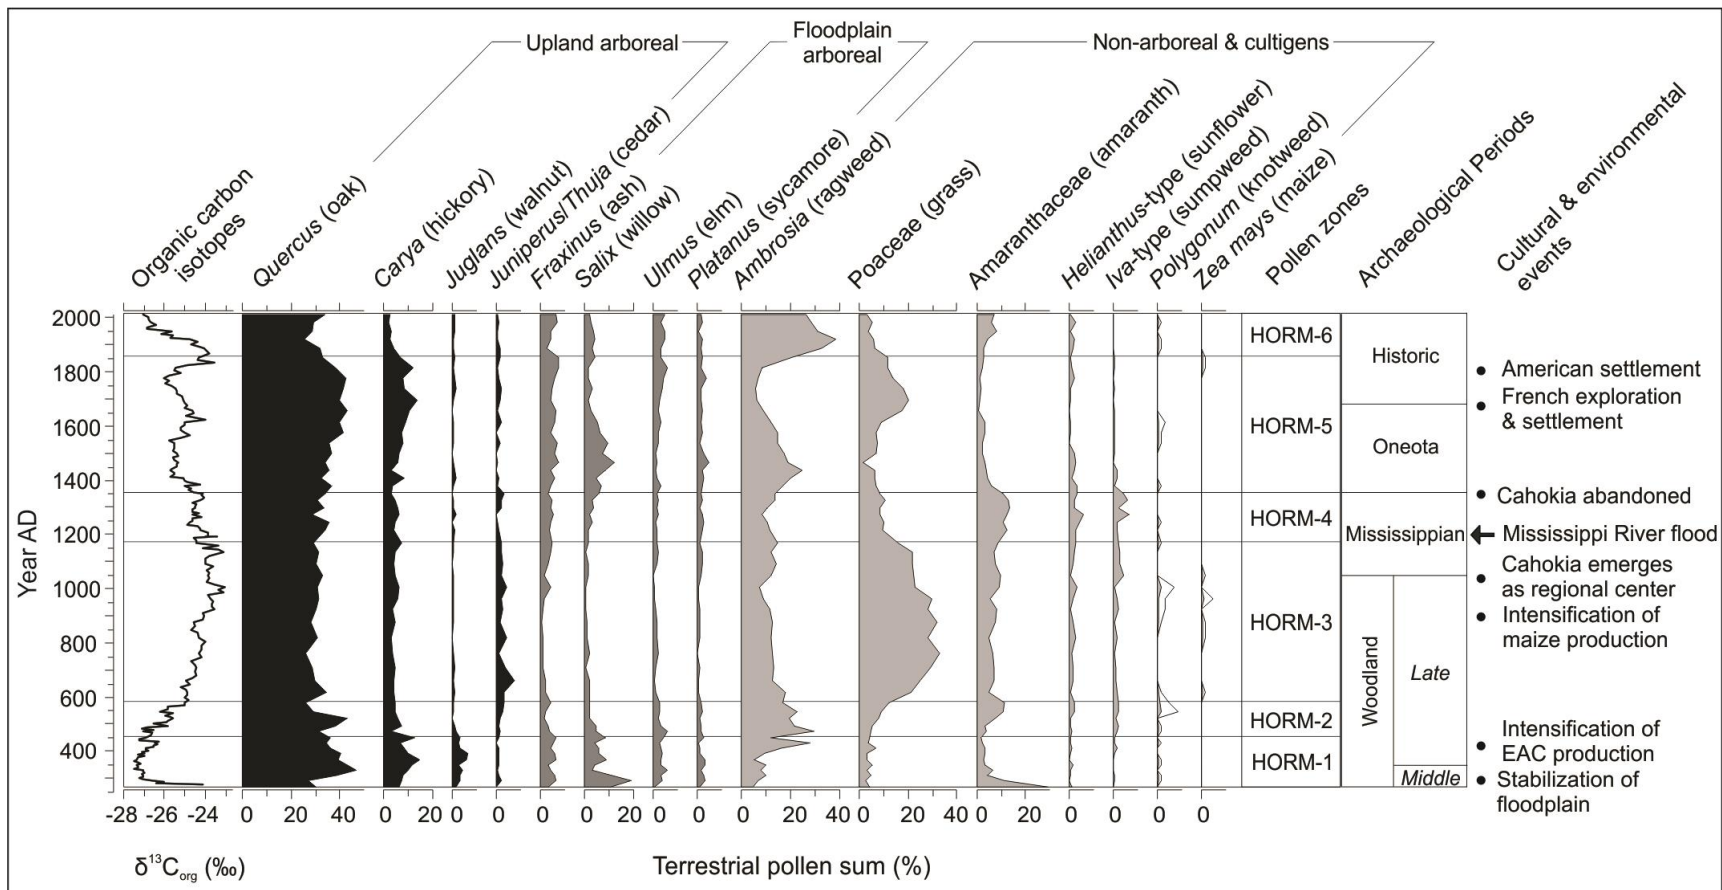 Upland arboreal
Floodplain
arboreal
Non-arboreal & cultigens
Organic carbon
isotopes
Quercus (oak)
Carya (hickory)
Juglans (walnut)
Juniperus/Thuja (cedar)
Fraxinus (ash)
Salix (willow)
Ulmus (elm)
Platanus (sycamore)
Ambrosia (ragweed)
Poaceae (grass)
Amaranthaceae (amaranth)
Helianthus-type (sunflower)
Iva-type (sumpweed)
Polygonum (knotweed)
Zea mays (maize)
Pollen zones
Archaeological Periods
Cultural & environmental
events
Year AD
2000
1800
1600
1400
1200
1000
800
600
400
HORM-6
HORM-5
HORM-4
HORM-3
HORM-2
HORM-1
Historic
Oneota
Mississippian
Woodland
Late
Middle
American settlement
French exploration
& settlement
Cahokia abandoned
Mississippi River flood
Cahokia emerges
as regional center
Intensification of
maize production
Intensification of
EAC production
Stabilization of
floodplain
-28 -26 -24 0 20 40 0 20 0 0 0 0 20 0 0 0 20 40 0 20 0 20 0 0 0 0
δ¹³Corg (‰)
Terrestrial pollen sum (%)